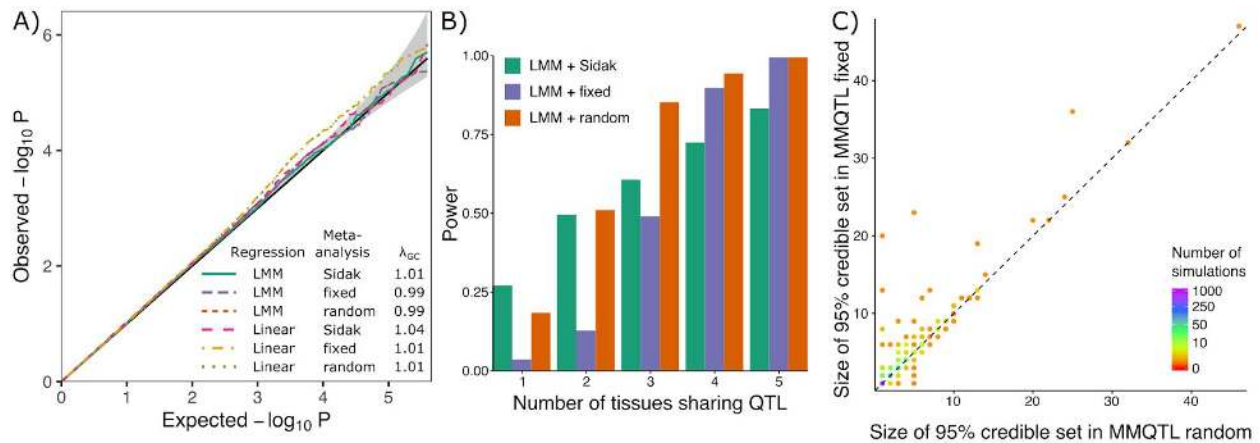 A)
Observed − log10 P
6
4
2
0
0 1 2 3 4 5
Expected − log10 P
Regression Meta-analysis λGC
LMM Sidak 1.01
LMM fixed 0.99
LMM random 0.99
Linear Sidak 1.04
Linear fixed 1.01
Linear random 1.01
B)
Power
1.00
0.75
0.50
0.25
0.00
LMM + Sidak
LMM + fixed
LMM + random
1 2 3 4 5
Number of tissues sharing QTL
C)
Size of 95% credible set in MMQTL fixed
40
30
20
10
10 20 30 40
Size of 95% credible set in MMQTL random
Number of
simulations
1000
250
50
10
0